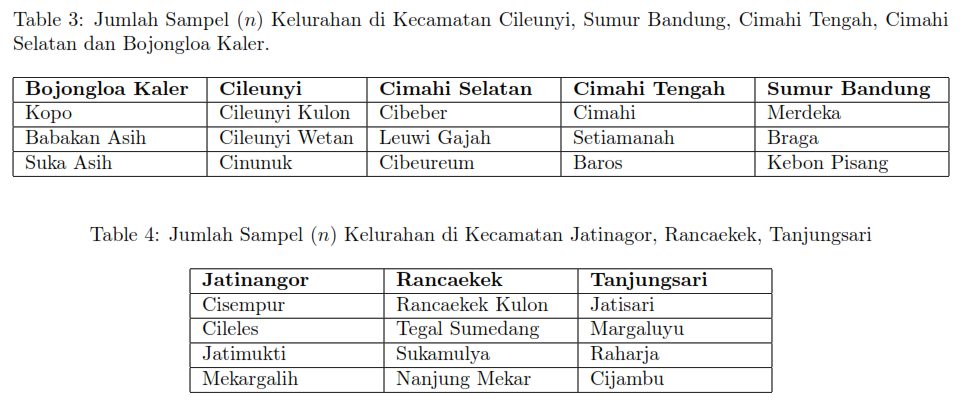 Table 3: Jumlah Sampel (n) Kelurahan di Kecamatan Cileunyi, Sumur Bandung, Cimahi Tengah, Cimahi
Selatan dan Bojongloa Kaler.
Bojongloa Kaler Cileunyi Cimahi Selatan Cimahi Tengah Sumur Bandung
Kopo Cileunyi Kulon Cibeber Cimahi Merdeka
Babakan Asih Cileunyi Wetan Leuwi Gajah Setiamanah Braga
Suka Asih Cinunuk Cibeureum Baros Kebon Pisang
Table 4: Jumlah Sampel (n) Kelurahan di Kecamatan Jatinagor, Rancaekek, Tanjungsari
Jatinangor Rancaekek Tanjungsari
Cisempur Rancaekek Kulon Jatisari
Cileles Tegal Sumedang Margaluyu
Jatimukti Sukamulya Raharja
Mekargalih Nanjung Mekar Cijambu